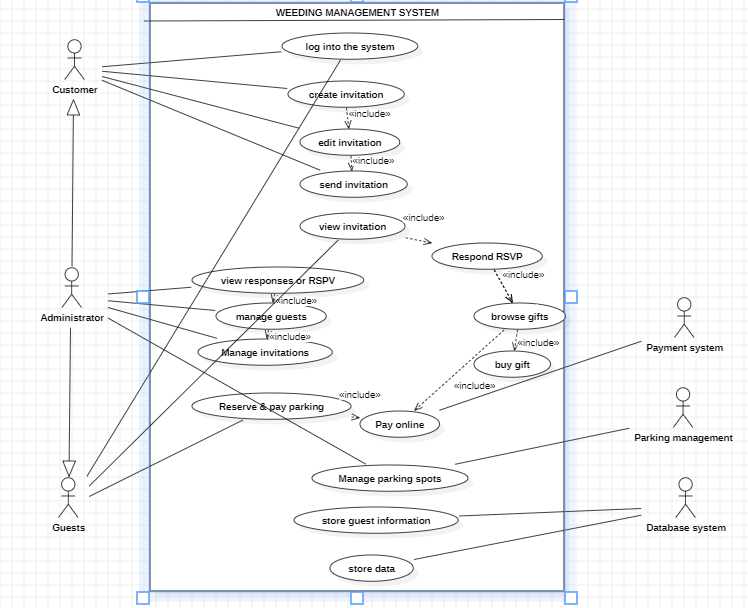 WEEDING MANAGEMENT SYSTEM
log into the system
Customer
create invitation
«include»
edit invitation
«include»
send invitation
view invitation
«include»
Respond RSVP
«include»
view responses or RSPV
«include»
manage guests
Administrator
browse gifts
«include»
«include»
Manage invitations
Payment system
buy gift
«include»
«include»
Reserve & pay parking
Pay online
Parking management
Manage parking spots
store guest information
Guests
Database system
store data